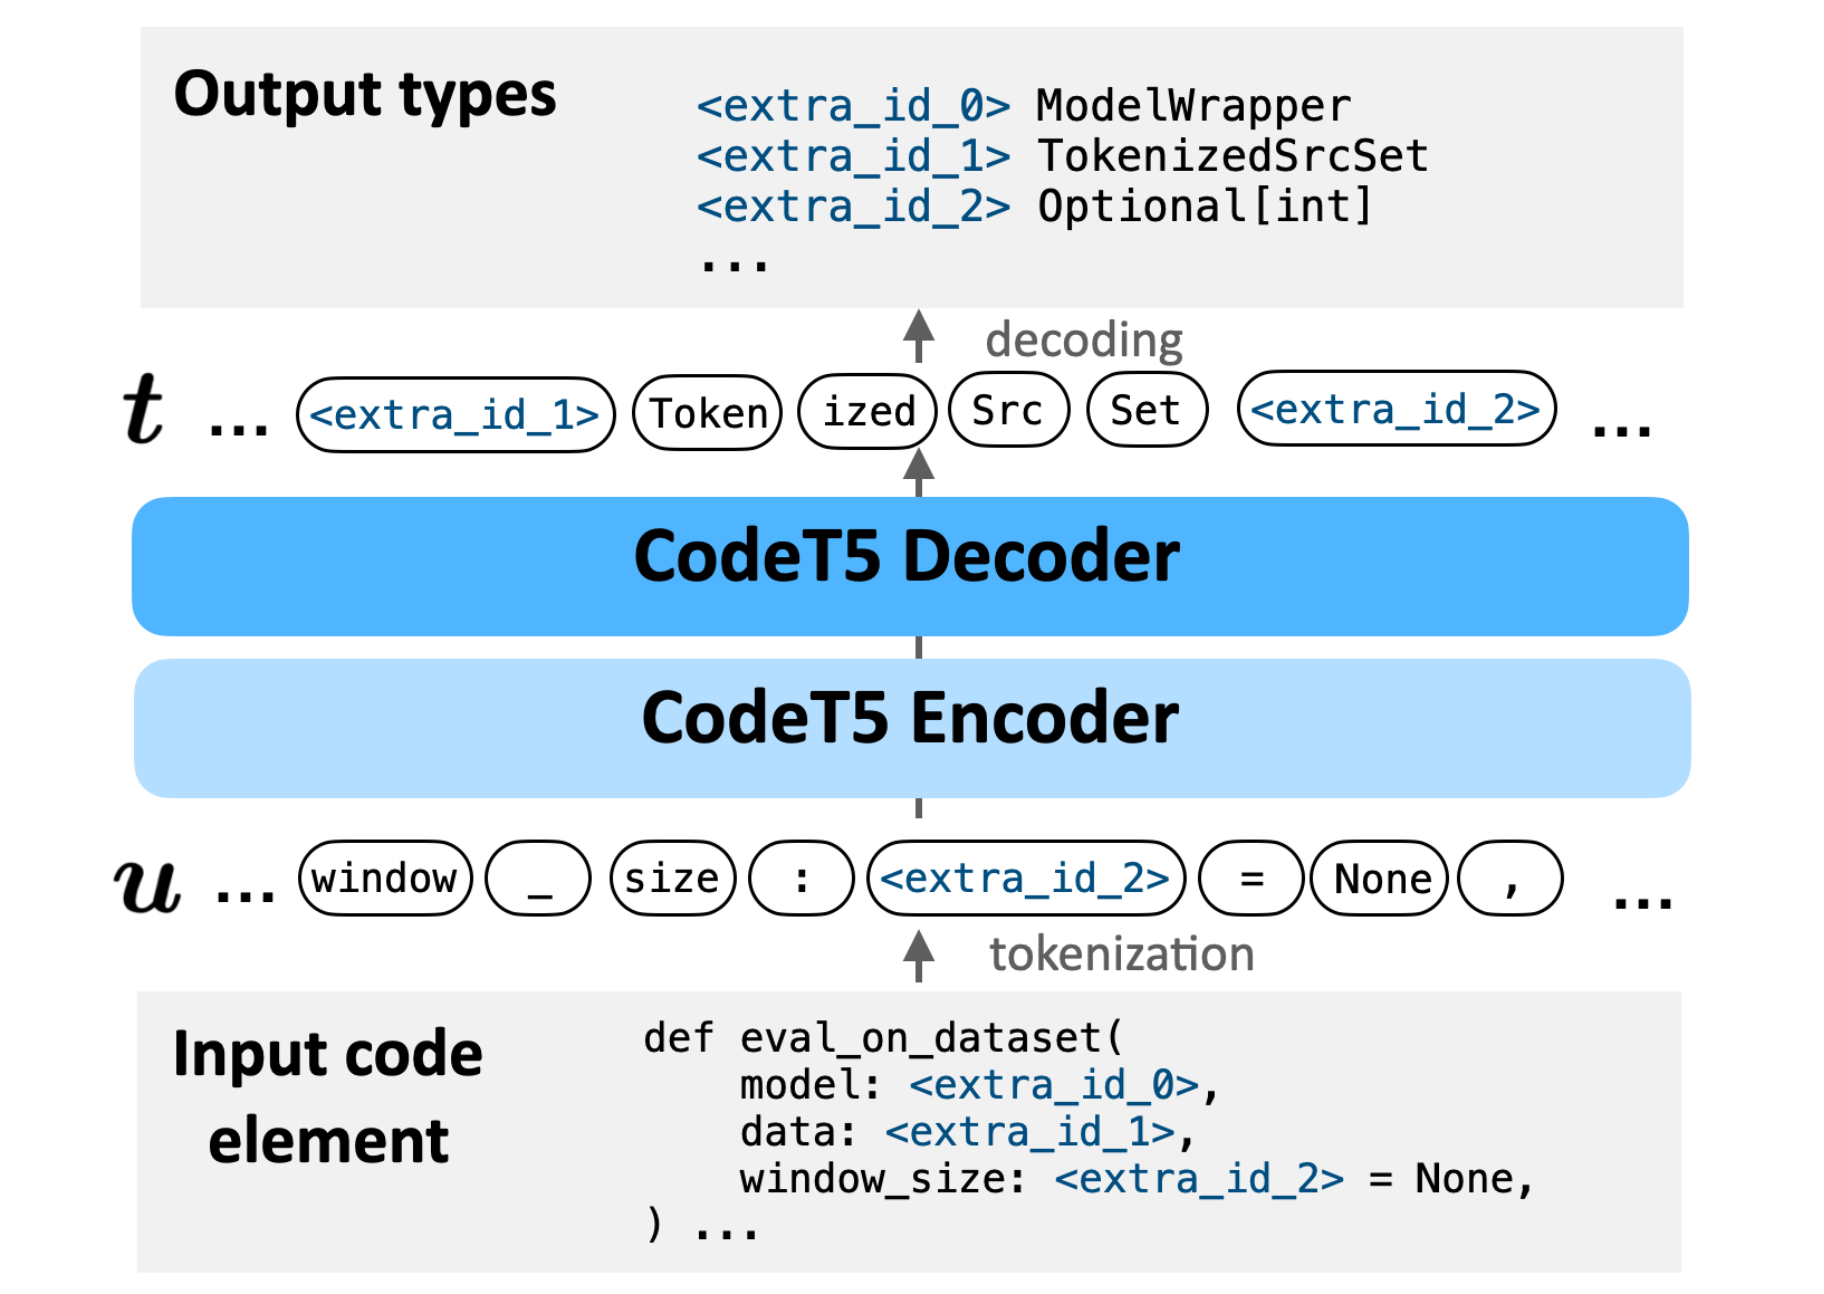 Output types
<extra_id_0> ModelWrapper
<extra_id_1> TokenizedSrcSet
<extra_id_2> Optional[int]
...
decoding
t ... <extra_id_1> Token ized Src Set <extra_id_2> ...
CodeT5 Decoder
CodeT5 Encoder
u ... window _ size : <extra_id_2> = None , ...
tokenization
Input code
element
def eval_on_dataset(
    model: <extra_id_0>,
    data: <extra_id_1>,
    window_size: <extra_id_2> = None,
) ...